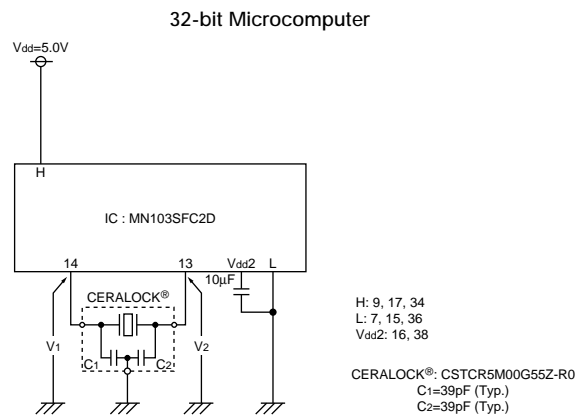 32-bit Microcomputer
Vdd=5.0V
H
IC : MN103SFC2D
14
13
Vdd2
L
10μF
CERALOCK®
V1
C1
C2
V2
H: 9, 17, 34
L: 7, 15, 36
Vdd2: 16, 38
CERALOCK®: CSTCR5M00G55Z-R0
C1=39pF (Typ.)
C2=39pF (Typ.)